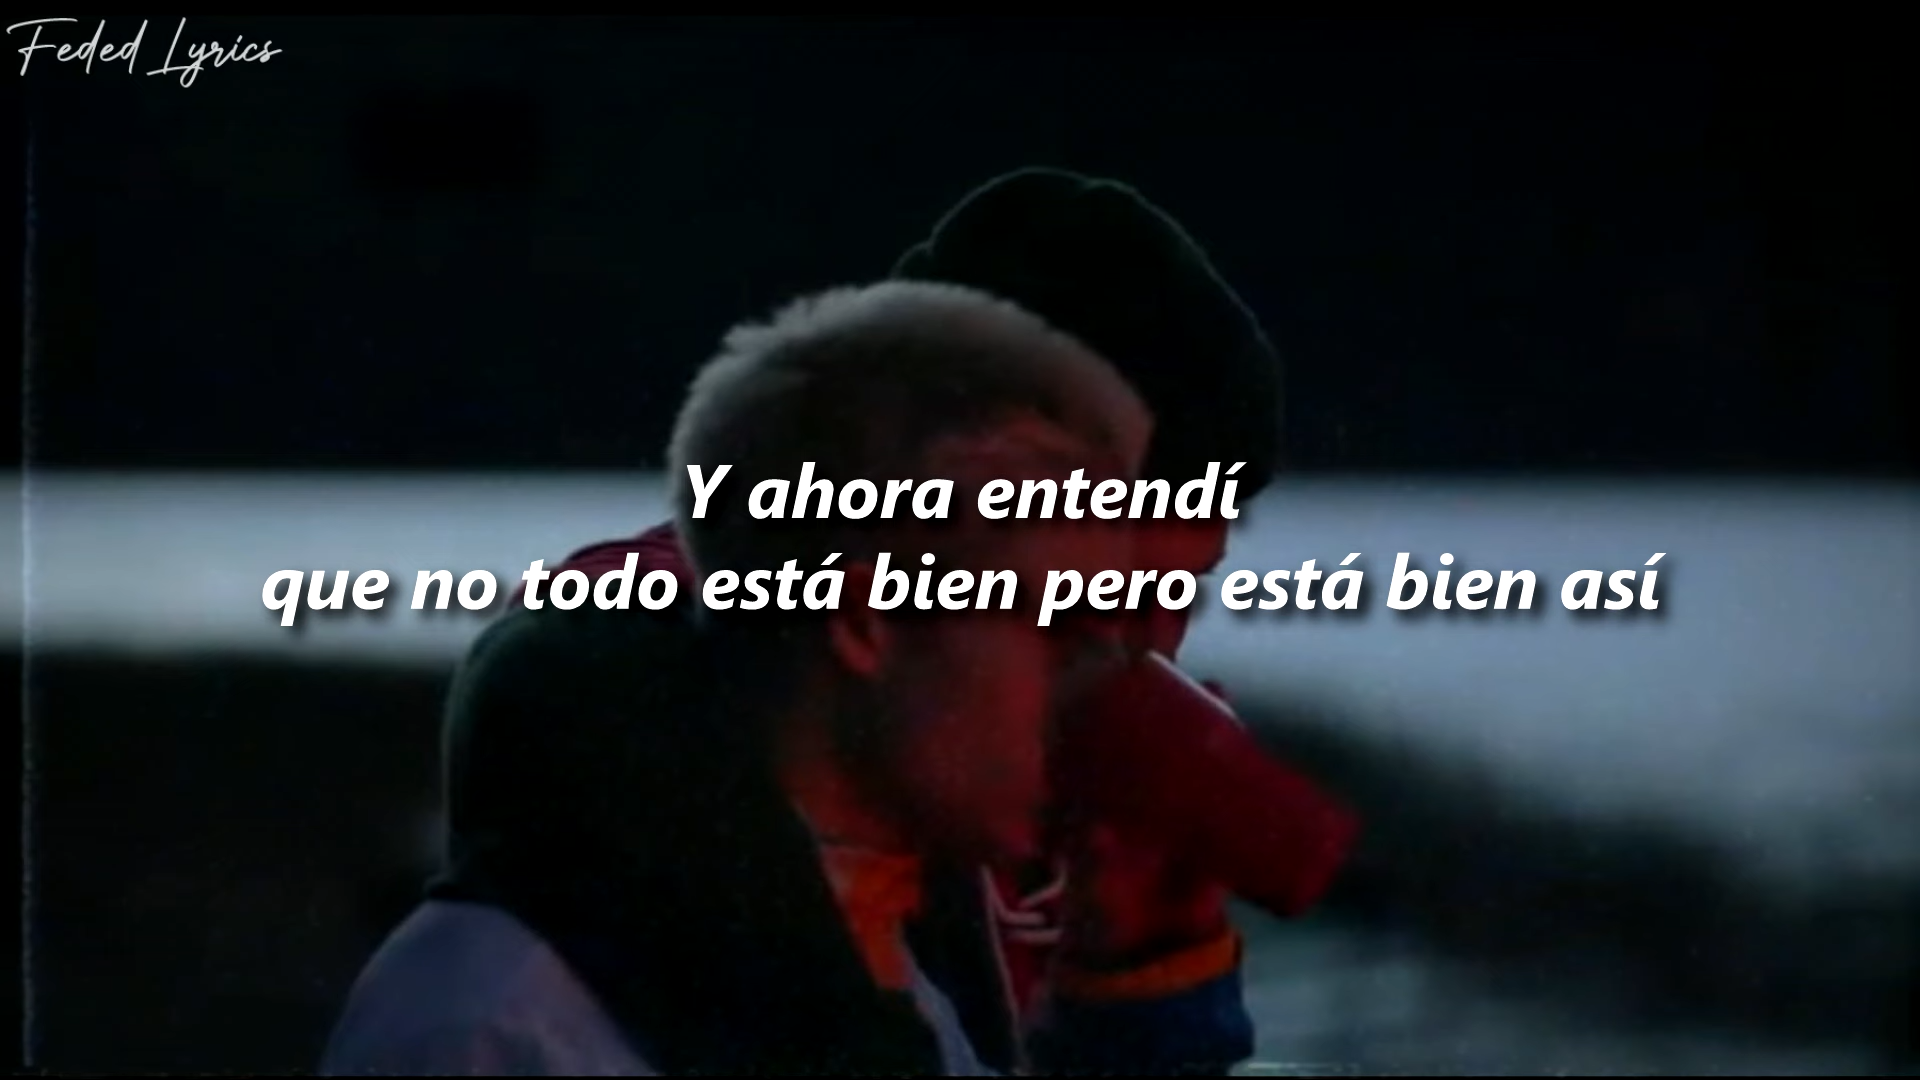 Feded Lyrics
Y ahora entendí
que no todo está bien pero está bien así